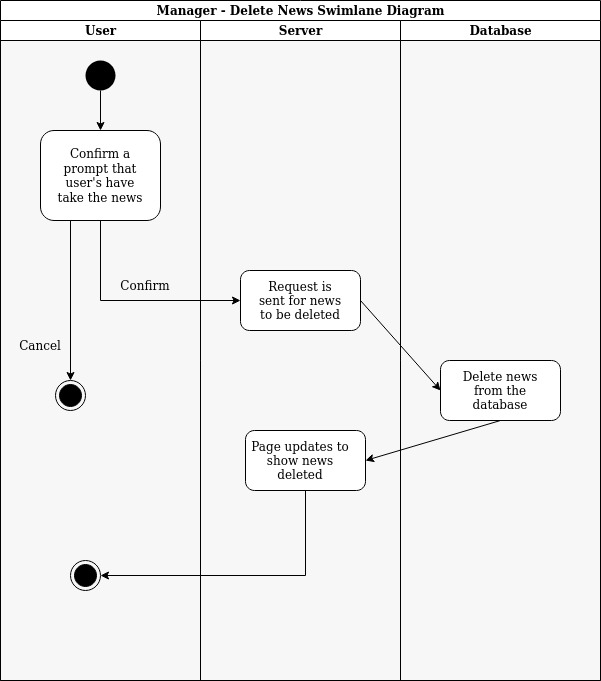 Manager - Delete News Swimlane Diagram
User
Server
Database
Confirm a
prompt that
user's have
take the news
Confirm
Request is
sent for news
to be deleted
Cancel
Delete news
from the
database
Page updates to
show news
deleted